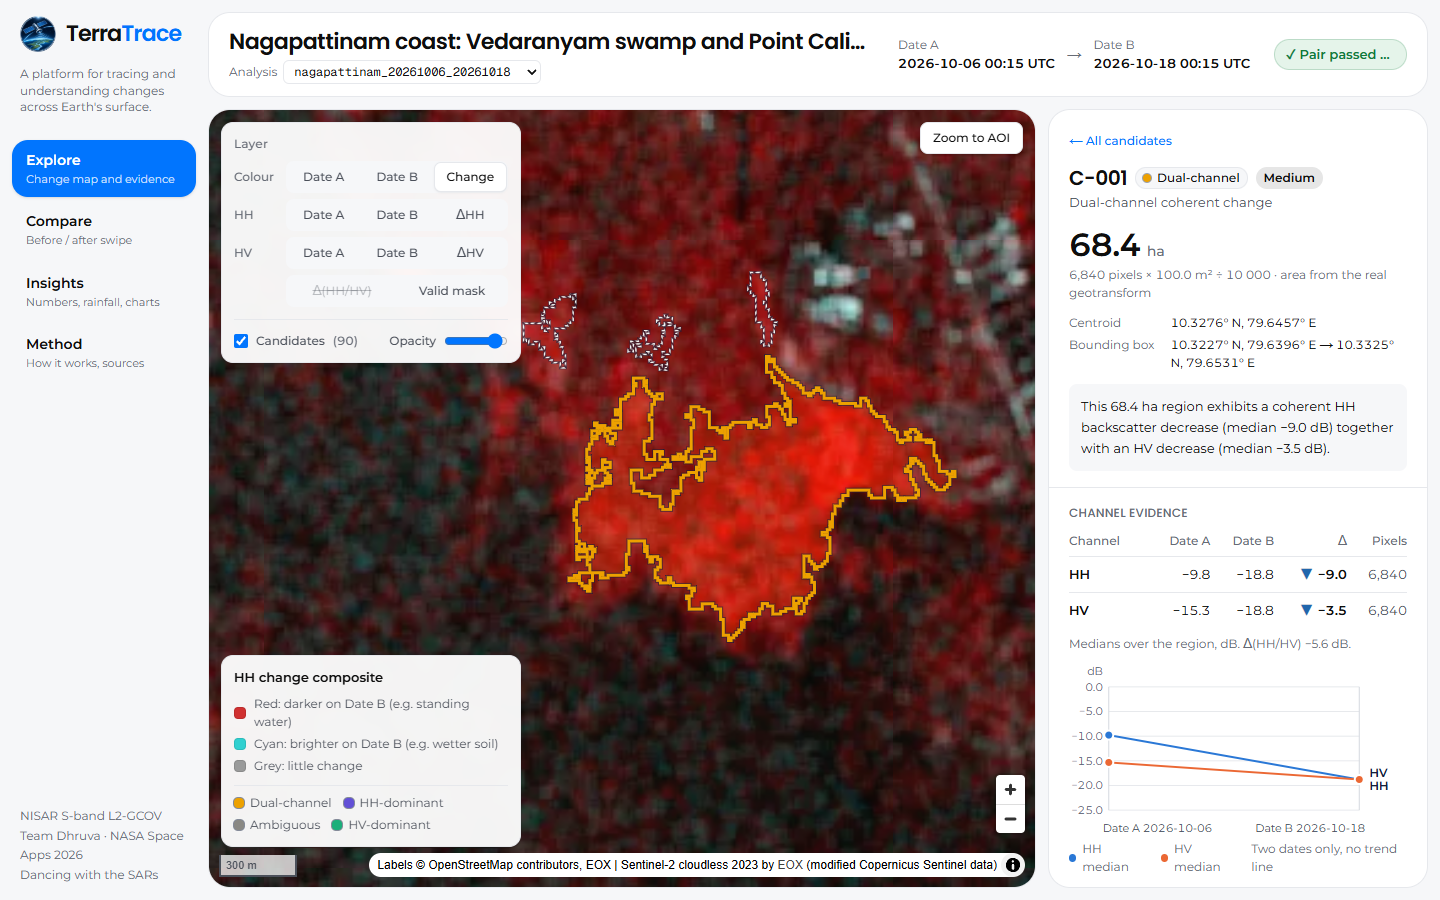 TerraTrace
A platform for tracing and
understanding changes
across Earth's surface.
Explore
Change map and evidence
Compare
Before / after swipe
Insights
Numbers, rainfall, charts
Method
How it works, sources
NISAR S-band L2-GCOV
Team Dhruva · NASA Space
Apps 2026
Dancing with the SARs
Nagapattinam coast: Vedaranyam swamp and Point Cali...
Analysis nagapattinam_20261006_20261018
Date A
2026-10-06 00:15 UTC
→
Date B
2026-10-18 00:15 UTC
✓ Pair passed ...
Layer
Colour Date A Date B Change
HH Date A Date B ΔHH
HV Date A Date B ΔHV
Δ(HH/HV) Valid mask
Candidates (90) Opacity
Zoom to AOI
HH change composite
Red: darker on Date B (e.g. standing
water)
Cyan: brighter on Date B (e.g. wetter soil)
Grey: little change
Dual-channel HH-dominant
Ambiguous HV-dominant
300 m
+
−
Labels © OpenStreetMap contributors, EOX | Sentinel-2 cloudless 2023 by EOX (modified Copernicus Sentinel data)
← All candidates
C-001 Dual-channel Medium
Dual-channel coherent change
68.4 ha
6,840 pixels × 100.0 m² ÷ 10 000 · area from the real
geotransform
Centroid 10.3276° N, 79.6457° E
Bounding box 10.3227° N, 79.6396° E → 10.3325°
N, 79.6531° E
This 68.4 ha region exhibits a coherent HH
backscatter decrease (median −9.0 dB) together
with an HV decrease (median −3.5 dB).
CHANNEL EVIDENCE
Channel Date A Date B Δ Pixels
HH −9.8 −18.8 ▼ −9.0 6,840
HV −15.3 −18.8 ▼ −3.5 6,840
Medians over the region, dB. Δ(HH/HV) −5.6 dB.
dB
0.0
−5.0
−10.0
−15.0
−20.0
−25.0
HV
HH
Date A 2026-10-06 Date B 2026-10-18
HH median
HV median
Two dates only, no trend line